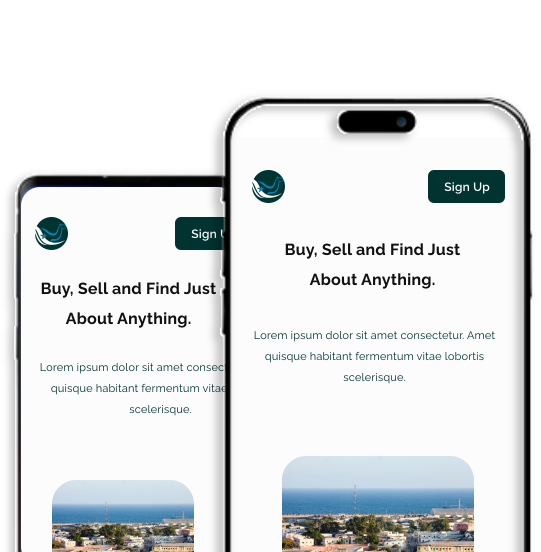 Sign
Buy, Sell and Find Just
About Anything.
Lorem ipsum dolor sit amet
quisque habitant fermentum vitae
scelerisque.
Sign Up
Buy, Sell and Find Just
About Anything.
Lorem ipsum dolor sit amet consectetur. Amet
quisque habitant fermentum vitae lobortis
scelerisque.